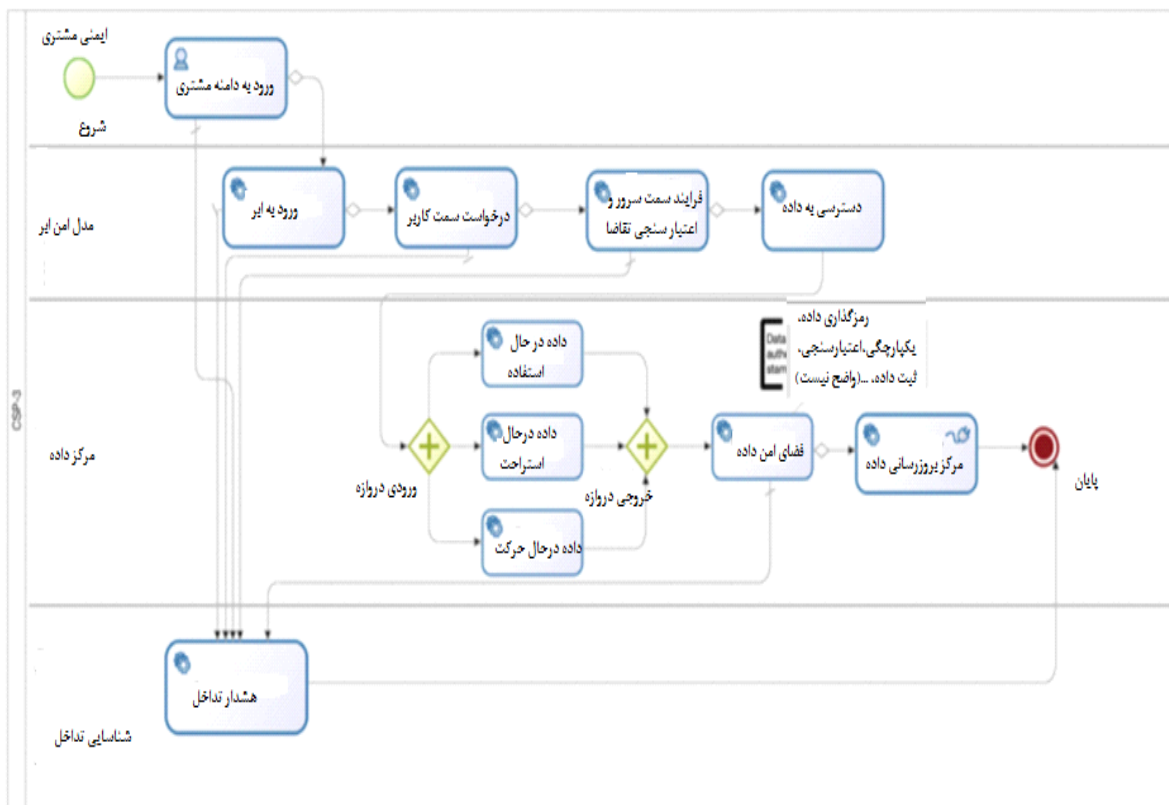 ایمنی مشتری
ورود به دامنه مشتری
شروع
مدل امن ابر
ورود به ابر
درخواست سمت کاربر
فرایند سمت سرور و
اعتبار سنجی تقاضا
دسترسی به داده
CSP-3
مرکز داده
ورودی دروازه
داده در حال
استفاده
داده درحال
استراحت
داده درحال حرکت
خروجی دروازه
Data
auth
stam
رمزگذاری داده،
یکپارچگی،اعتبارسنجی،
ثبت داده، ...(واضح نیست)
فضای امن داده
مرکز بروزرسانی داده
پایان
هشدار تداخل
شناسایی تداخل